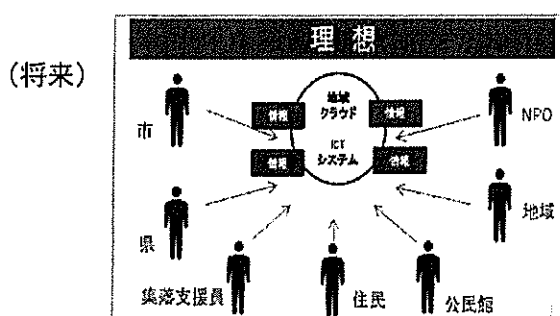 理想
(将来)
地域
クラウド
情報
情報
ICT
システム
情報
情報
市
NPO
県
地域
集落支援員
住民
公民館